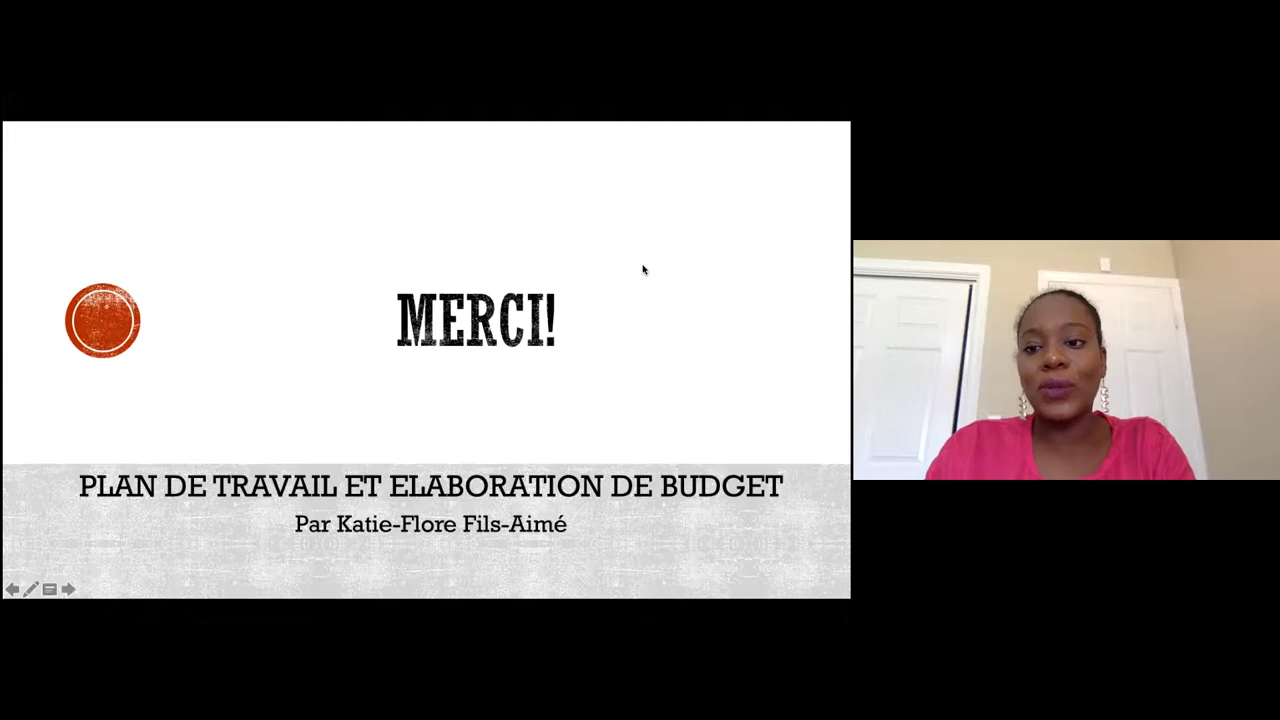 MERCI!
PLAN DE TRAVAIL ET ELABORATION DE BUDGET
Par Katie-Flore Fils-Aimé